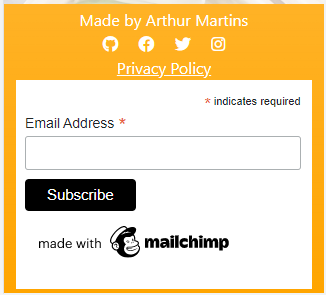 Made by Arthur Martins
Privacy Policy
* indicates required
Email Address *
Subscribe
made with mailchimp